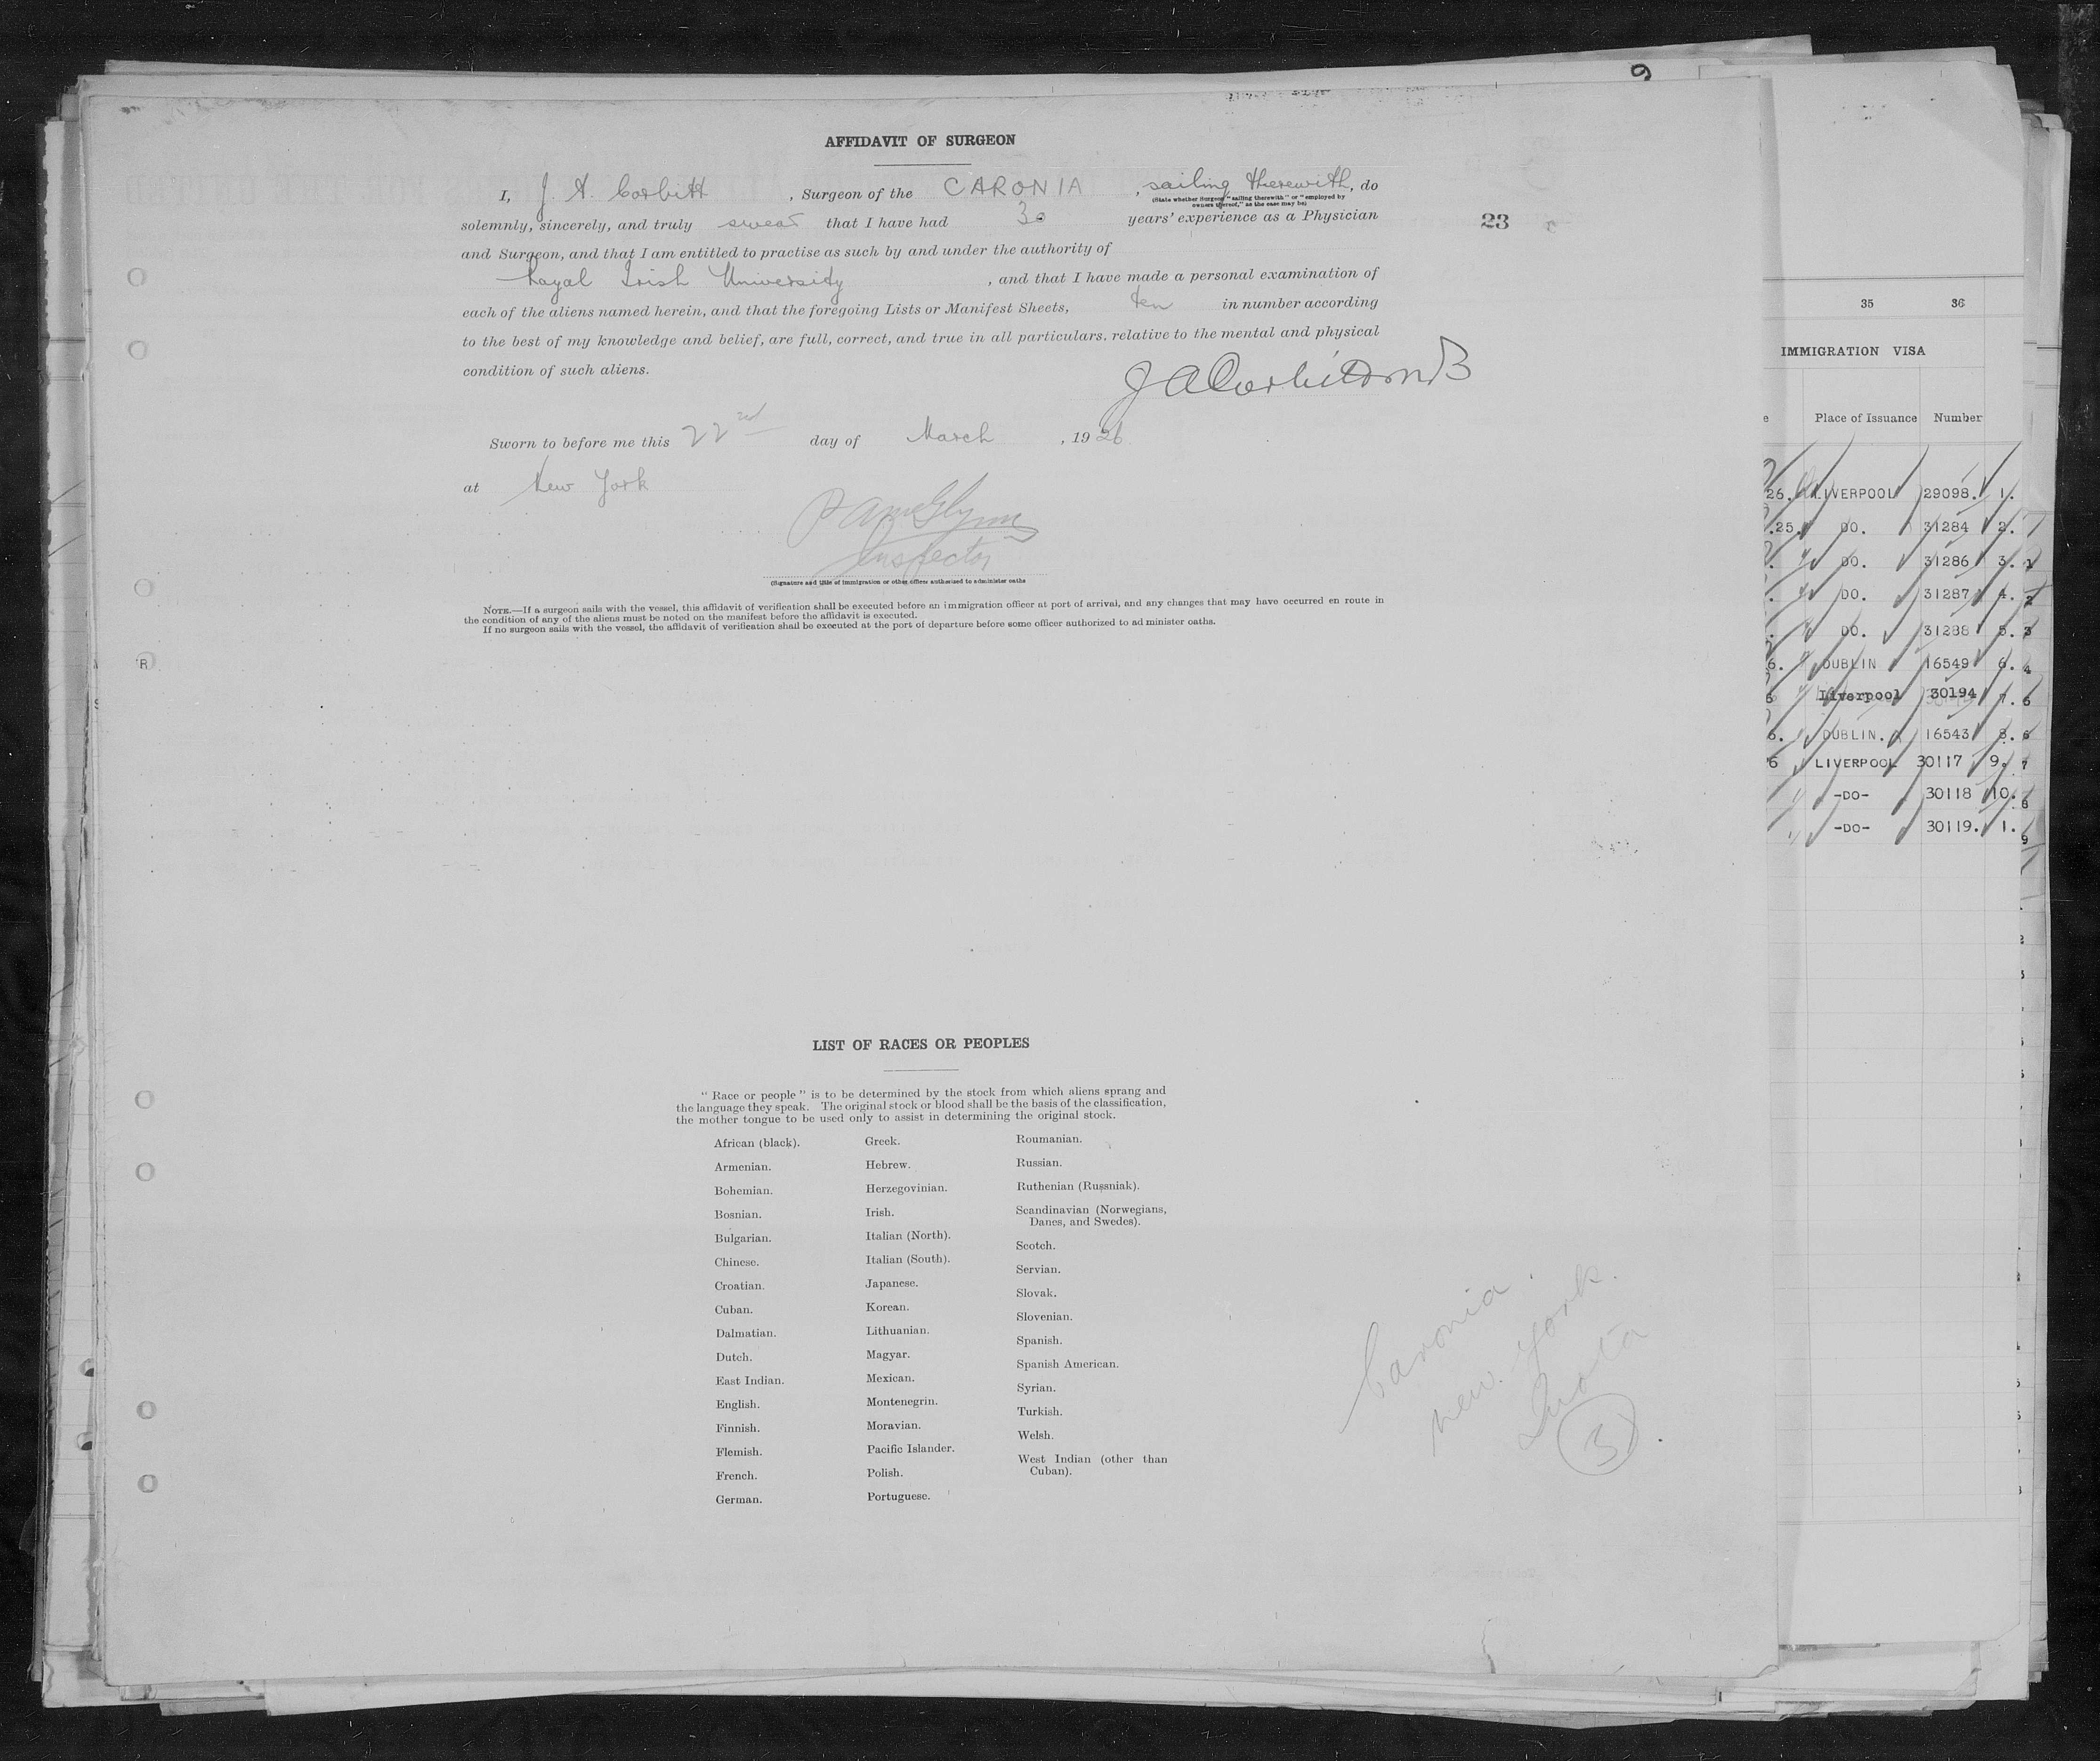 9
AFFIDAVIT OF SURGEON
I, J. A. Corbitt , Surgeon of the CARONIA , sailing therewith, do
(State whether Surgeon "sailing therewith" or "employed by
owners thereof," as the case may be)
solemnly, sincerely, and truly swear that I have had 30 years' experience as a Physician
23
and Surgeon, and that I am entitled to practise as such by and under the authority of
Royal Irish University , and that I have made a personal examination of
each of the aliens named herein, and that the foregoing Lists or Manifest Sheets, ten in number according
to the best of my knowledge and belief, are full, correct, and true in all particulars. relative to the mental and physical
condition of such aliens.
J A Corbitt M B
Sworn to before me this 22nd day of March , 1926
at New York
Inspector
(Signature and title of immigration or other officer authorized to administer oaths
NOTE.—If a surgeon sails with the vessel, this affidavit of verification shall be executed before an immigration officer at port of arrival, and any changes that may have occurred en route in
the condition of any of the aliens must be noted on the manifest before the affidavit is executed.
If no surgeon sails with the vessel, the affidavit of verification shall be executed at the port of departure before some officer authorized to ad minister oaths.
R
LIST OF RACES OR PEOPLES
" Race or people " is to be determined by the stock from which aliens sprang and
the language they speak. The original stock or blood shall be the basis of the classification,
the mother tongue to be used only to assist in determining the original stock.
African (black).
Armenian.
Bohemian.
Bosnian.
Bulgarian.
Chinese.
Croatian.
Cuban.
Dalmatian.
Dutch.
East Indian.
English.
Finnish.
Flemish.
French.
German.
Greek.
Hebrew.
Herzegovinian.
Irish.
Italian (North).
Italian (South).
Japanese.
Korean.
Lithuanian.
Magyar.
Mexican.
Montenegrin.
Moravian.
Pacific Islander.
Polish.
Portuguese.
Roumanian.
Russian.
Ruthenian (Russniak).
Scandinavian (Norwegians,
Danes, and Swedes).
Scotch.
Servian.
Slovak.
Slovenian.
Spanish.
Spanish American.
Syrian.
Turkish.
Welsh.
West Indian (other than
Cuban).
Caronia.
New York.
Quota
3
35 36
IMMIGRATION VISA
e Place of Issuance Number
26. LIVERPOOL 29098. 1.
.25. DO. 31284 2.
DO. 31286 3.
DO. 31287 4. 2
DO. 31288 5. 3
6. DUBLIN 16549 6. 4
6 Liverpool 30194 7. 5
6. DUBLIN. 16543 8. 6
6 LIVERPOOL 30117 9. 7
-DO- 30118 10. 8
-DO- 30119. 1. 9